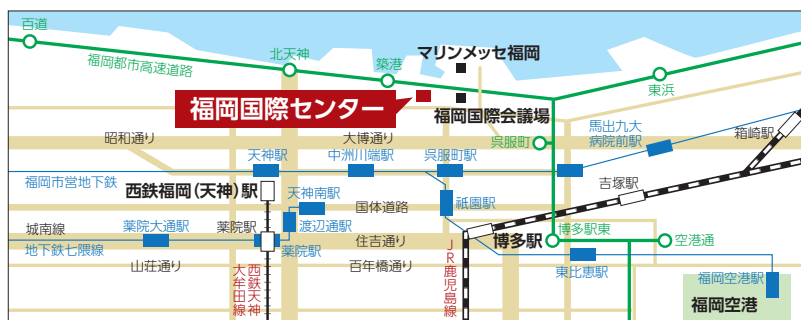 百道
北天神
マリンメッセ福岡
築港
福岡都市高速道路
東浜
福岡国際センター
福岡国際会議場
馬出九大
病院前駅
箱崎駅
昭和通り
大博通り
呉服町
天神駅
中洲川端駅
呉服町駅
福岡市営地下鉄
西鉄福岡(天神)駅
天神南駅
祇園駅
吉塚駅
国体道路
城南線
薬院大通駅
薬院駅
渡辺通駅
住吉通り
博多駅
博多駅東
空港通
地下鉄七隈線
薬院駅
東比恵駅
山荘通り
百年橋通り
福岡空港駅
西鉄天神
大牟田線
JR鹿児島線
福岡空港